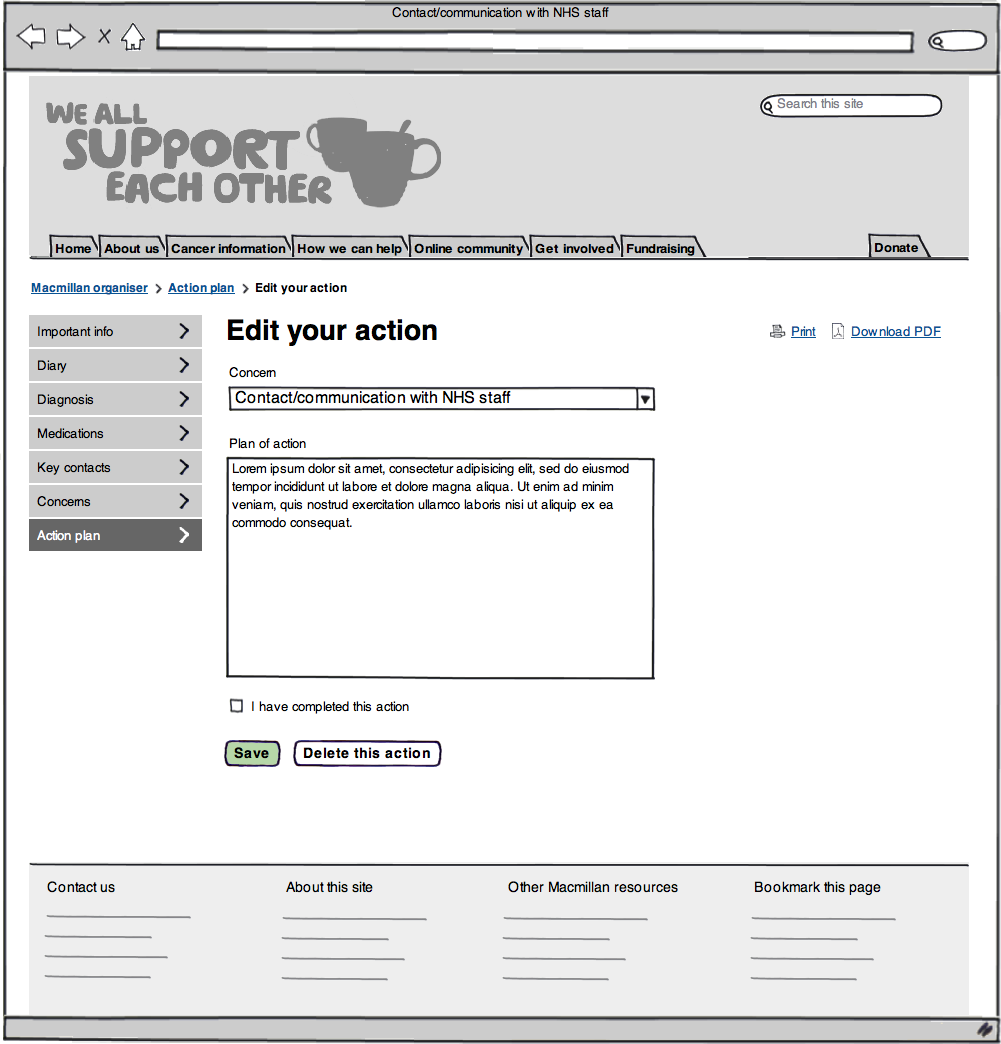 Contact/communication with NHS staff
Search this site
WE ALL
SUPPORT
EACH OTHER
Home About us Cancer information How we can help Online community Get involved Fundraising Donate
Macmillan organiser > Action plan > Edit your action
Important info
Diary
Diagnosis
Medications
Key contacts
Concerns
Action plan
Edit your action
Print Download PDF
Concern
Contact/communication with NHS staff
Plan of action
Lorem ipsum dolor sit amet, consectetur adipisicing elit, sed do eiusmod
tempor incididunt ut labore et dolore magna aliqua. Ut enim ad minim
veniam, quis nostrud exercitation ullamco laboris nisi ut aliquip ex ea
commodo consequat.
I have completed this action
Save Delete this action
Contact us About this site Other Macmillan resources Bookmark this page